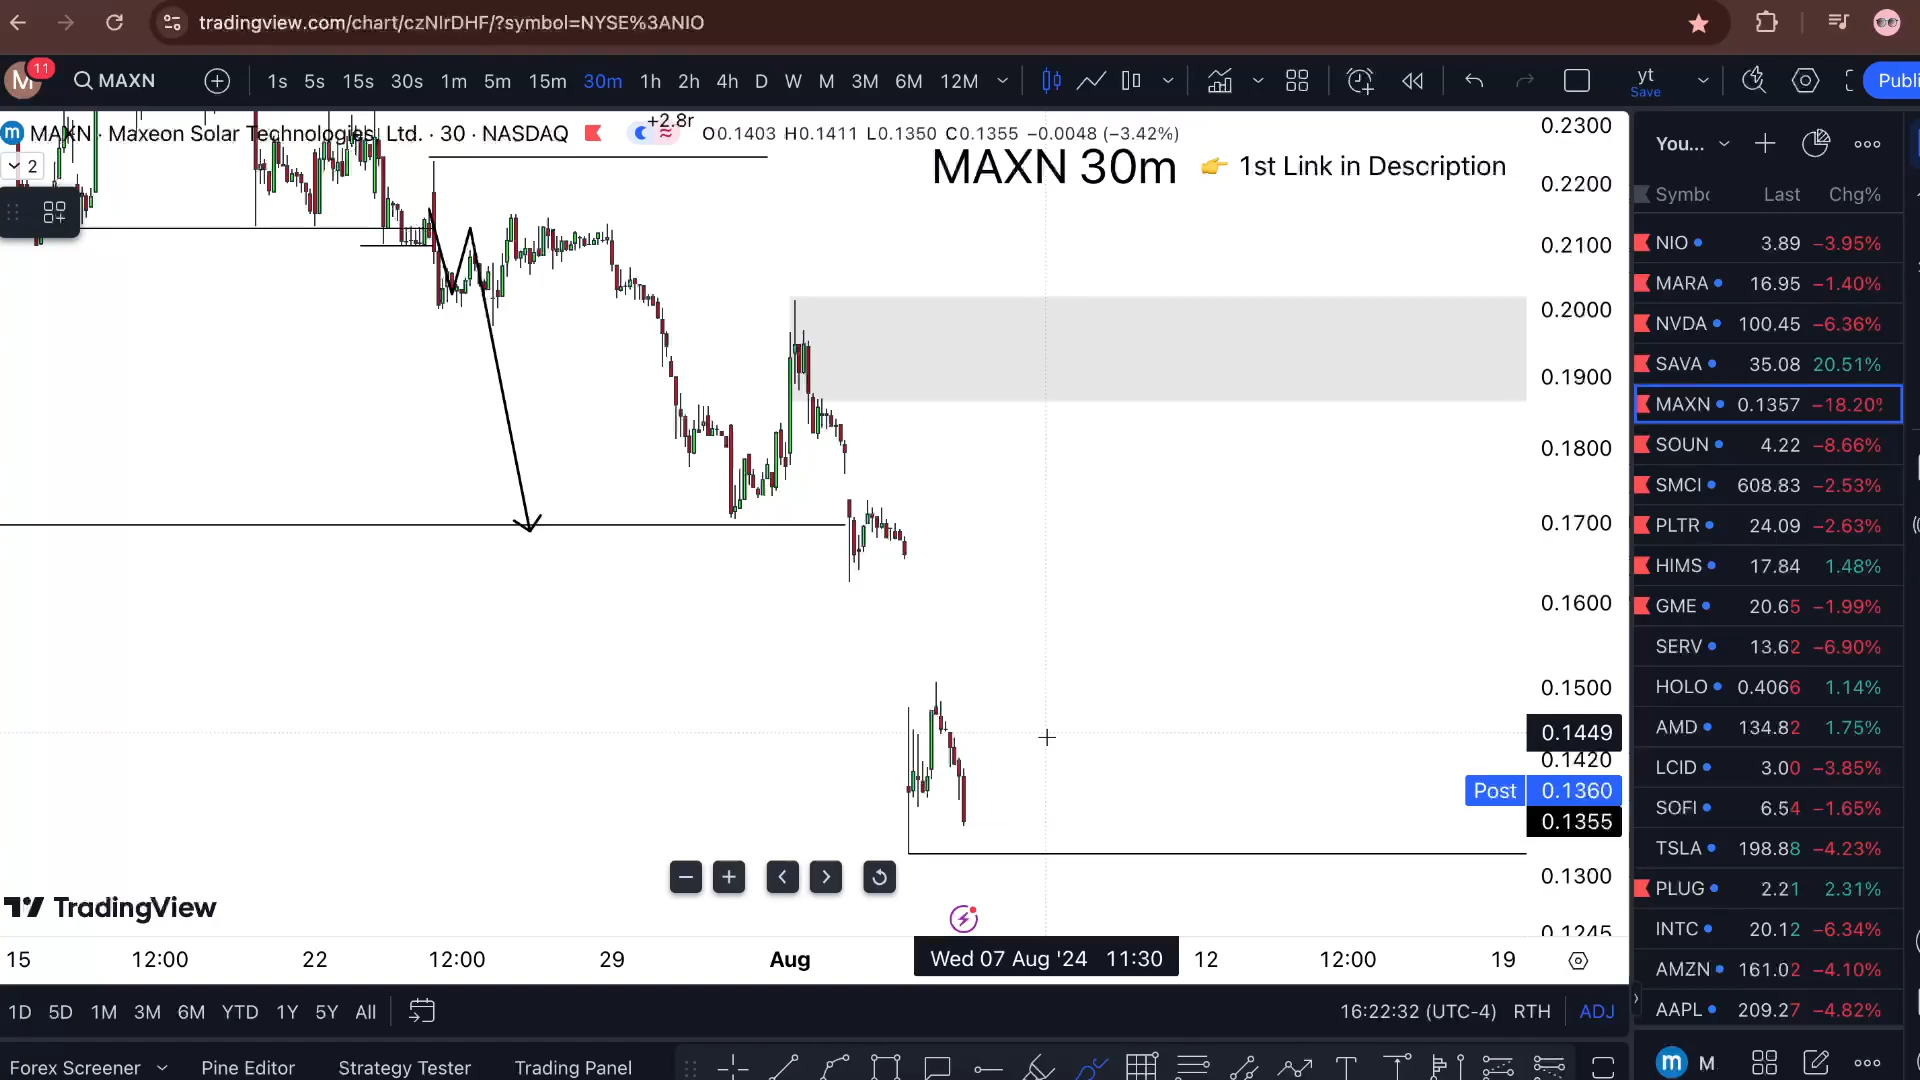 tradingview.com/chart/czNlrDHF/?symbol=NYSE%3ANIO
M 11 MAXN 1s 5s 15s 30s 1m 5m 15m 30m 1h 2h 4h D W M 3M 6M 12M yt Save Publi
m MAXN · Maxeon Solar Technologies, Ltd. · 30 · NASDAQ +2.8r O0.1403 H0.1411 L0.1350 C0.1355 −0.0048 (−3.42%)
2
MAXN 30m 👉 1st Link in Description
0.2300
0.2200
0.2100
0.2000
0.1900
0.1800
0.1700
0.1600
0.1500
0.1449
0.1420
Post 0.1360
0.1355
0.1300
0.1245
TradingView
15 12:00 22 12:00 29 Aug Wed 07 Aug '24 11:30 12 12:00 19
1D 5D 1M 3M 6M YTD 1Y 5Y All 16:22:32 (UTC-4) RTH ADJ
Forex Screener Pine Editor Strategy Tester Trading Panel
You...
Symbo Last Chg%
NIO 3.89 −3.95%
MARA 16.95 −1.40%
NVDA 100.45 −6.36%
SAVA 35.08 20.51%
MAXN 0.1357 −18.20%
SOUN 4.22 −8.66%
SMCI 608.83 −2.53%
PLTR 24.09 −2.63%
HIMS 17.84 1.48%
GME 20.65 −1.99%
SERV 13.62 −6.90%
HOLO 0.4066 1.14%
AMD 134.82 1.75%
LCID 3.00 −3.85%
SOFI 6.54 −1.65%
TSLA 198.88 −4.23%
PLUG 2.21 2.31%
INTC 20.12 −6.34%
AMZN 161.02 −4.10%
AAPL 209.27 −4.82%
m M